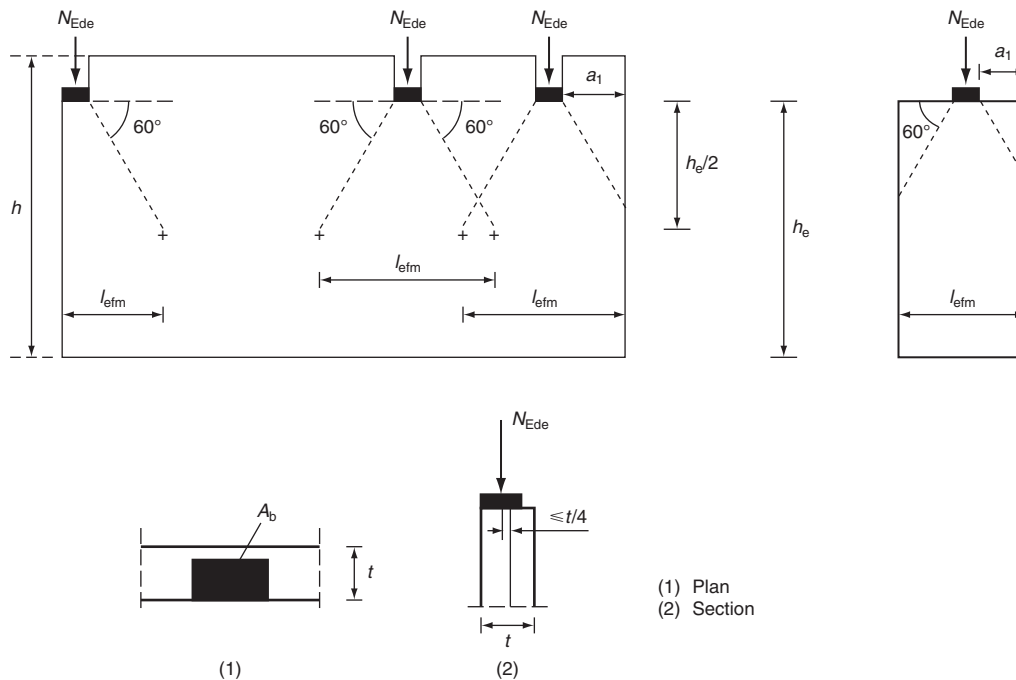 N_Ede N_Ede N_Ede N_Ede
a_1 a_1
60° 60° 60° 60°
h h_e/2 h_e
l_efm l_efm l_efm l_efm
N_Ede
A_b
≤t/4
t
t
(1) Plan
(2) Section
(1) (2)